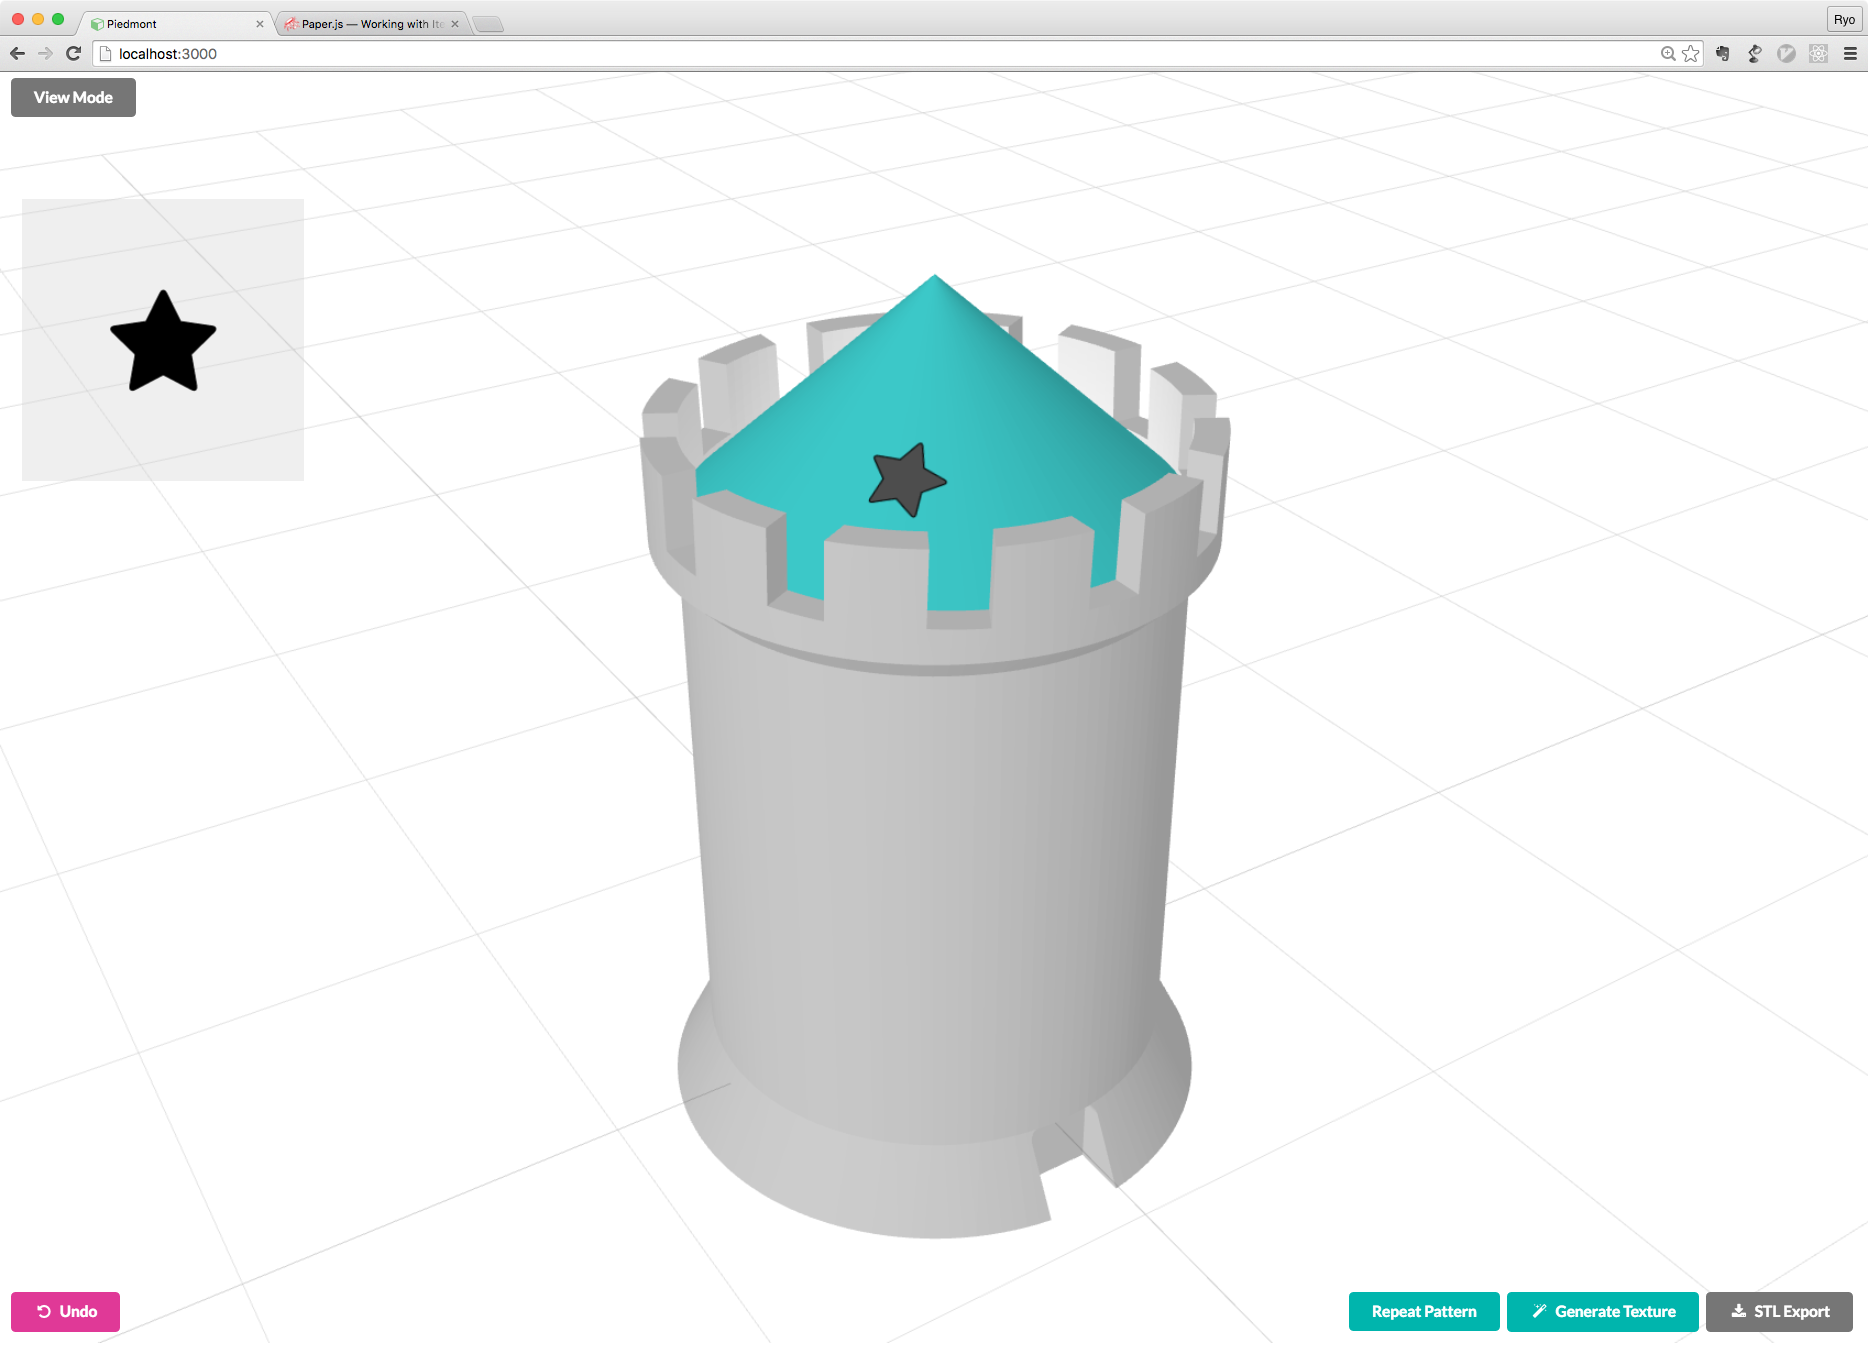 Piedmont
Paper.js — Working with Ite
Ryo
localhost:3000
View Mode
Undo
Repeat Pattern
Generate Texture
STL Export